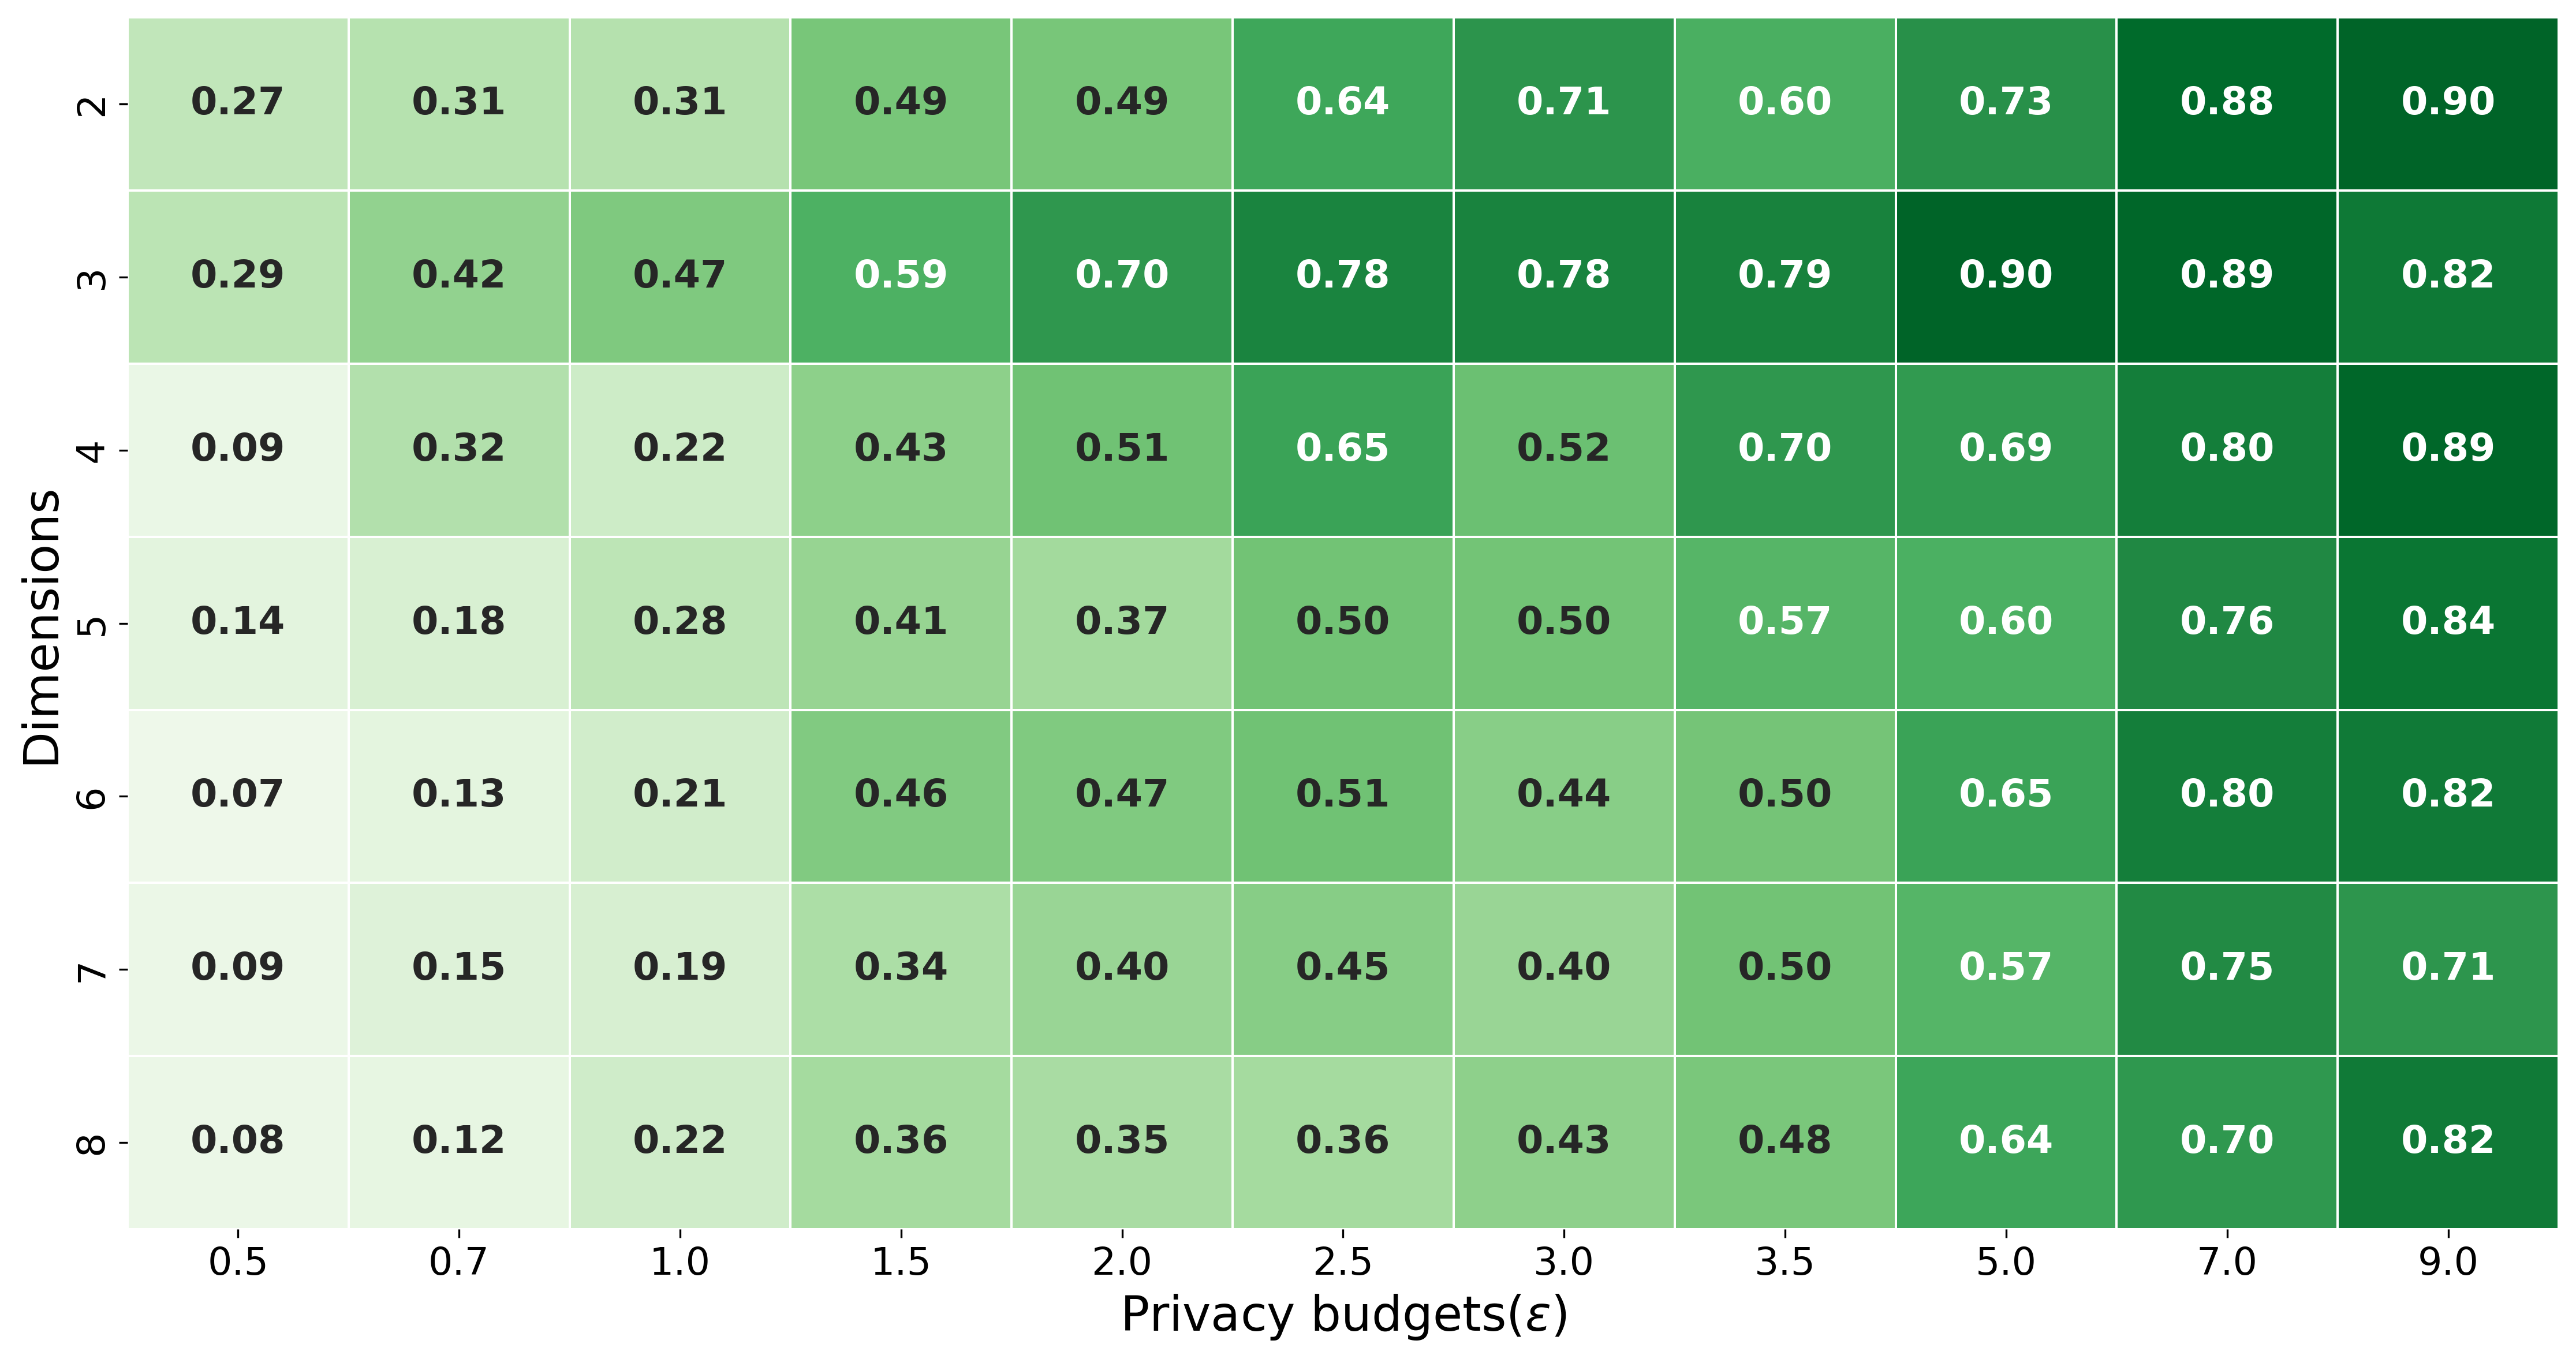 2 0.27 0.31 0.31 0.49 0.49 0.64 0.71 0.60 0.73 0.88 0.90
3 0.29 0.42 0.47 0.59 0.70 0.78 0.78 0.79 0.90 0.89 0.82
4 0.09 0.32 0.22 0.43 0.51 0.65 0.52 0.70 0.69 0.80 0.89
5 0.14 0.18 0.28 0.41 0.37 0.50 0.50 0.57 0.60 0.76 0.84
6 0.07 0.13 0.21 0.46 0.47 0.51 0.44 0.50 0.65 0.80 0.82
7 0.09 0.15 0.19 0.34 0.40 0.45 0.40 0.50 0.57 0.75 0.71
8 0.08 0.12 0.22 0.36 0.35 0.36 0.43 0.48 0.64 0.70 0.82
0.5 0.7 1.0 1.5 2.0 2.5 3.0 3.5 5.0 7.0 9.0
Privacy budgets(ε)
Dimensions